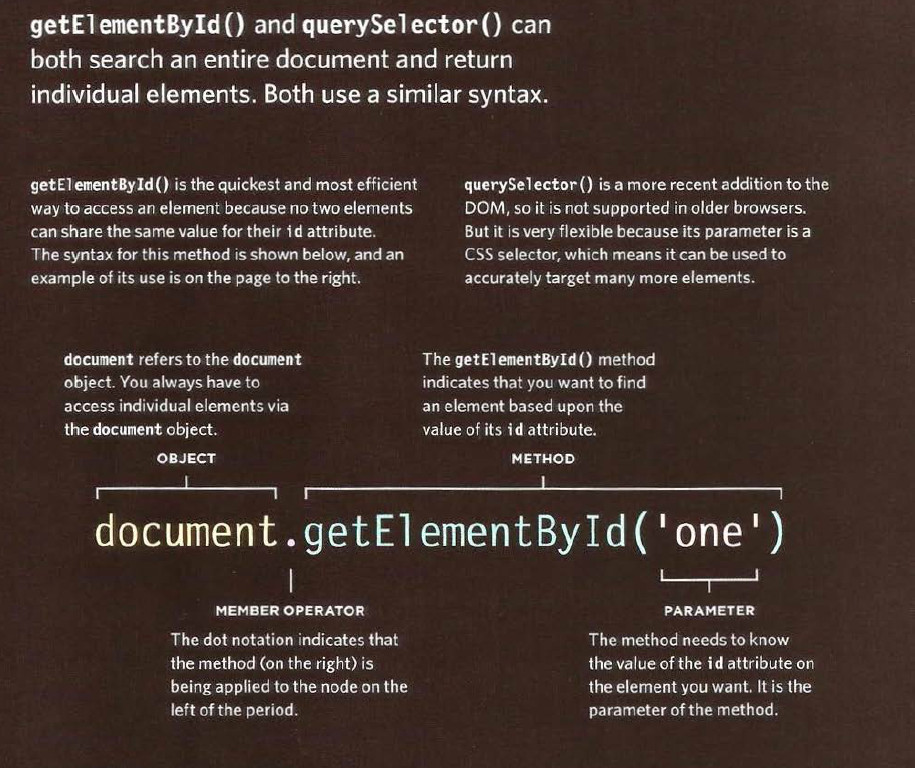 getElementById() and querySelector() can
both search an entire document and return
individual elements. Both use a similar syntax.
getElementById() is the quickest and most efficient
way to access an element because no two elements
can share the same value for their id attribute.
The syntax for this method is shown below, and an
example of its use is on the page to the right.
querySelector() is a more recent addition to the
DOM, so it is not supported in older browsers.
But it is very flexible because its parameter is a
CSS selector, which means it can be used to
accurately target many more elements.
document refers to the document
object. You always have to
access individual elements via
the document object.
The getElementById() method
indicates that you want to find
an element based upon the
value of its id attribute.
OBJECT
METHOD
document.getElementById('one')
MEMBER OPERATOR
The dot notation indicates that
the method (on the right) is
being applied to the node on the
left of the period.
PARAMETER
The method needs to know
the value of the id attribute on
the element you want. It is the
parameter of the method.